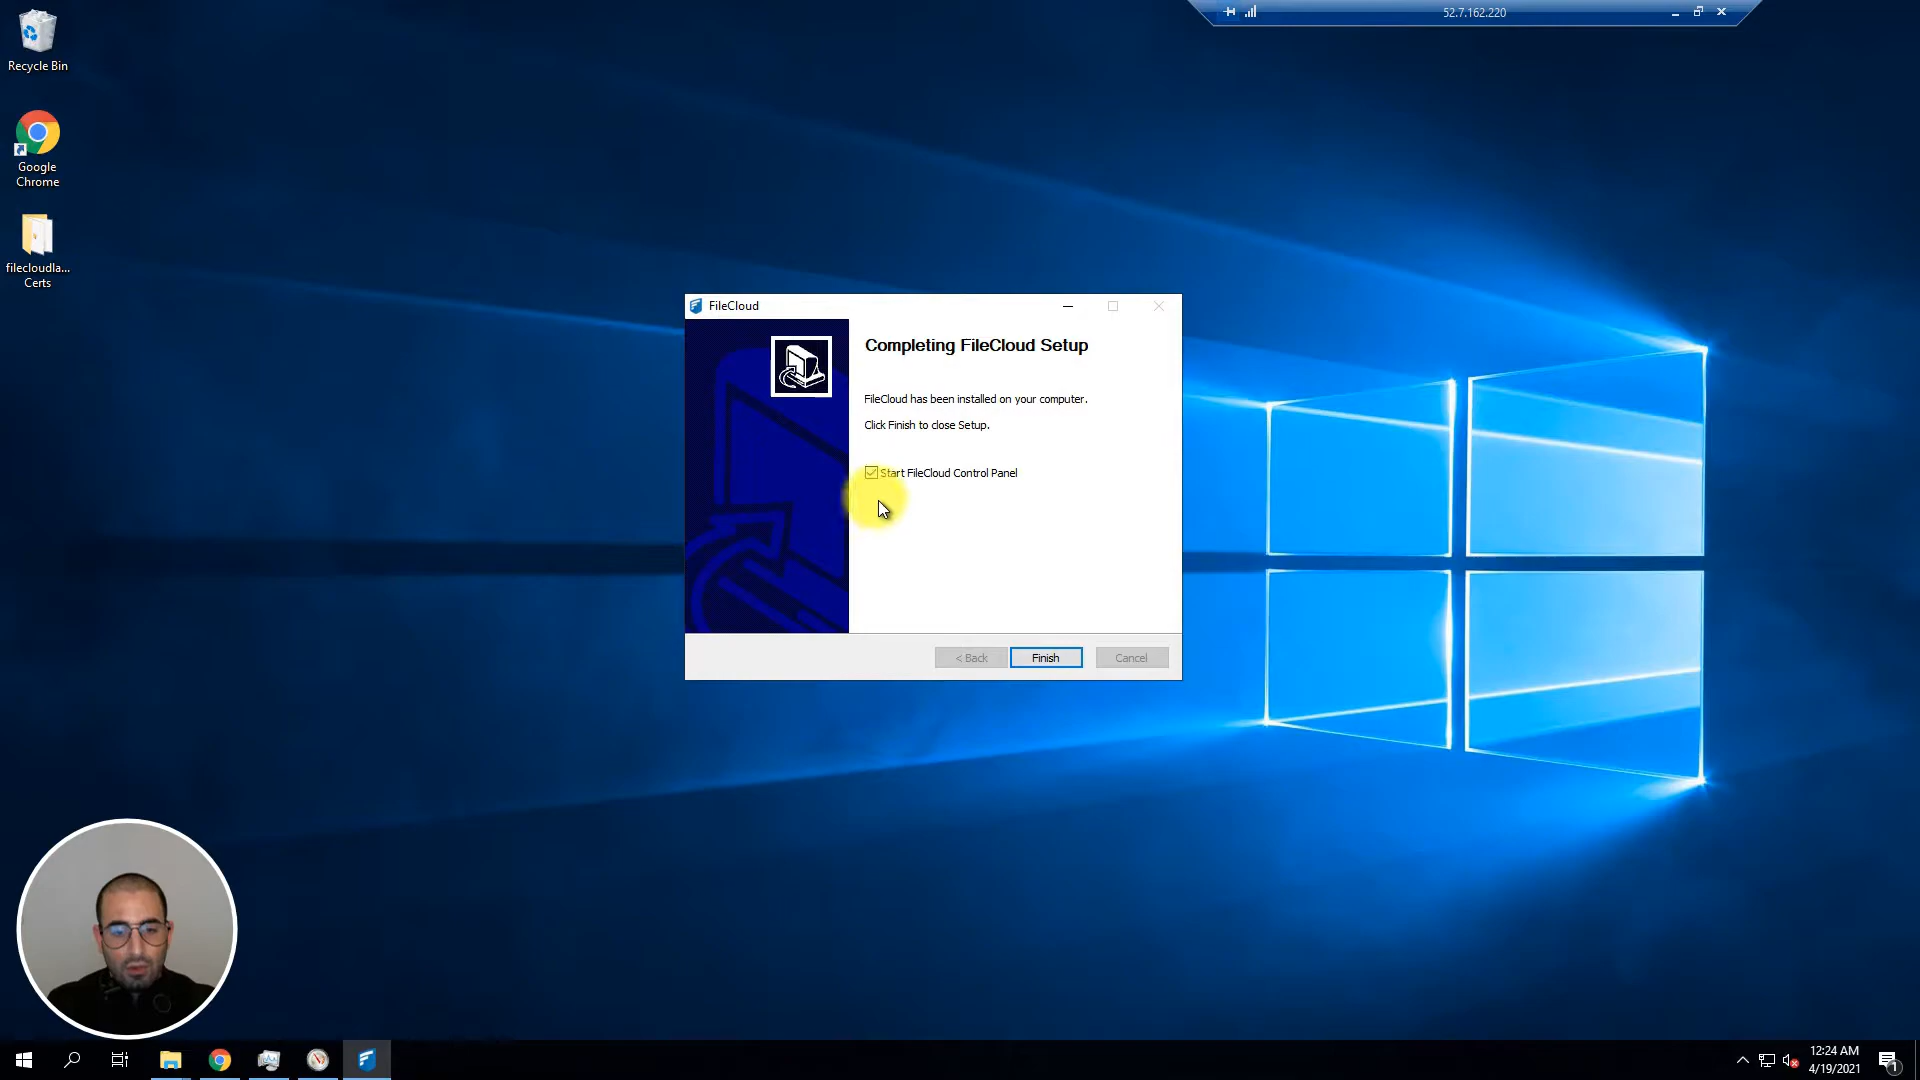 52.7.162.220
Recycle Bin
Google
Chrome
filecloudla...
Certs
FileCloud
Completing FileCloud Setup
FileCloud has been installed on your computer.
Click Finish to close Setup.
Start FileCloud Control Panel
< Back
Finish
Cancel
12:24 AM
4/19/2021
1